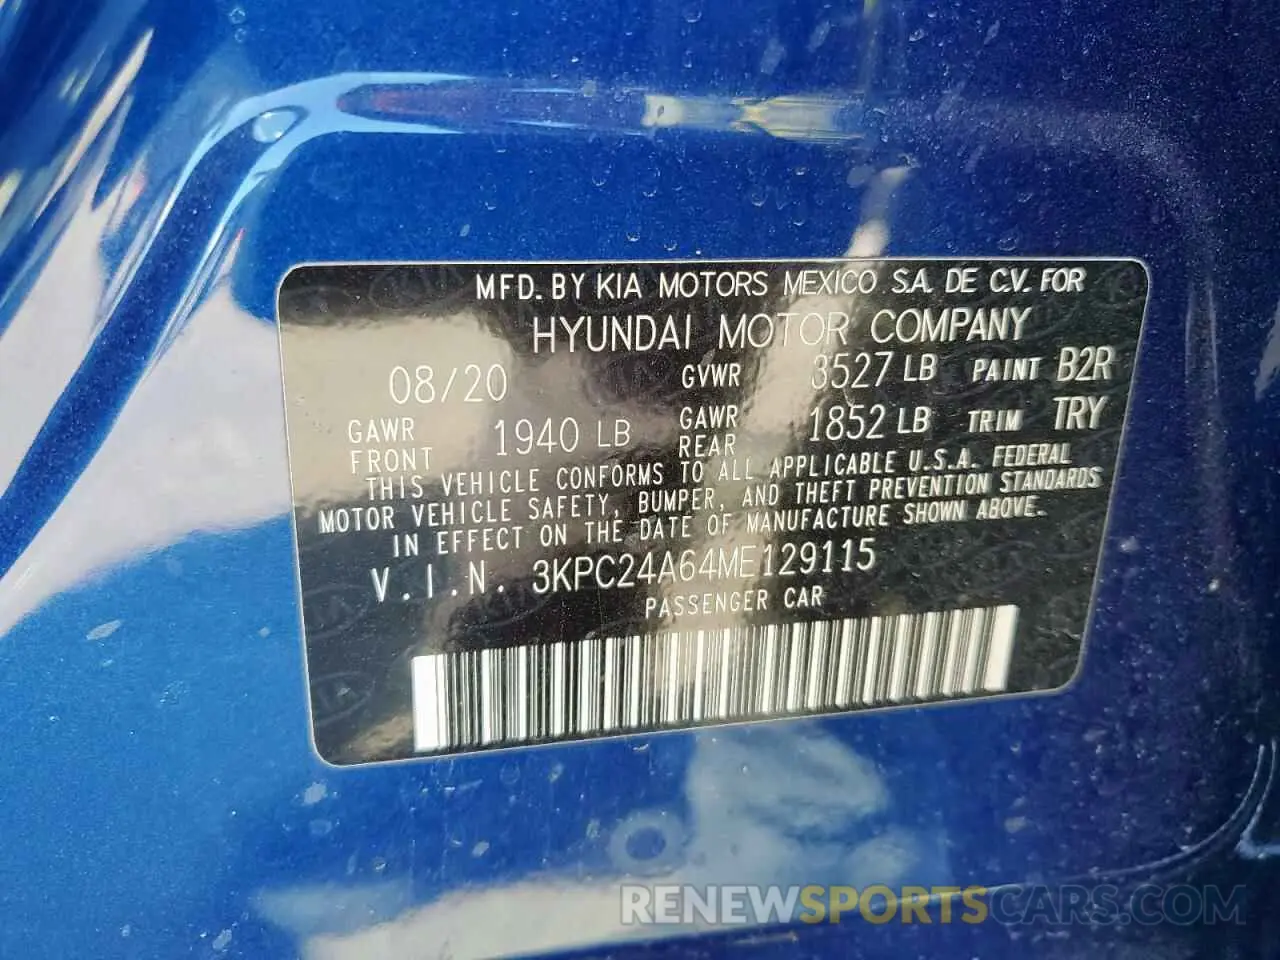 MFD. BY KIA MOTORS MEXICO S.A. DE C.V. FOR
HYUNDAI MOTOR COMPANY
08/20 GVWR 3527 LB PAINT B2R
GAWR FRONT 1940 LB GAWR REAR 1852 LB TRIM TRY
THIS VEHICLE CONFORMS TO ALL APPLICABLE U.S.A. FEDERAL
MOTOR VEHICLE SAFETY, BUMPER, AND THEFT PREVENTION STANDARDS
IN EFFECT ON THE DATE OF MANUFACTURE SHOWN ABOVE.
V.I.N. 3KPC24A64ME129115
PASSENGER CAR
RENEWSPORTSCARS.COM